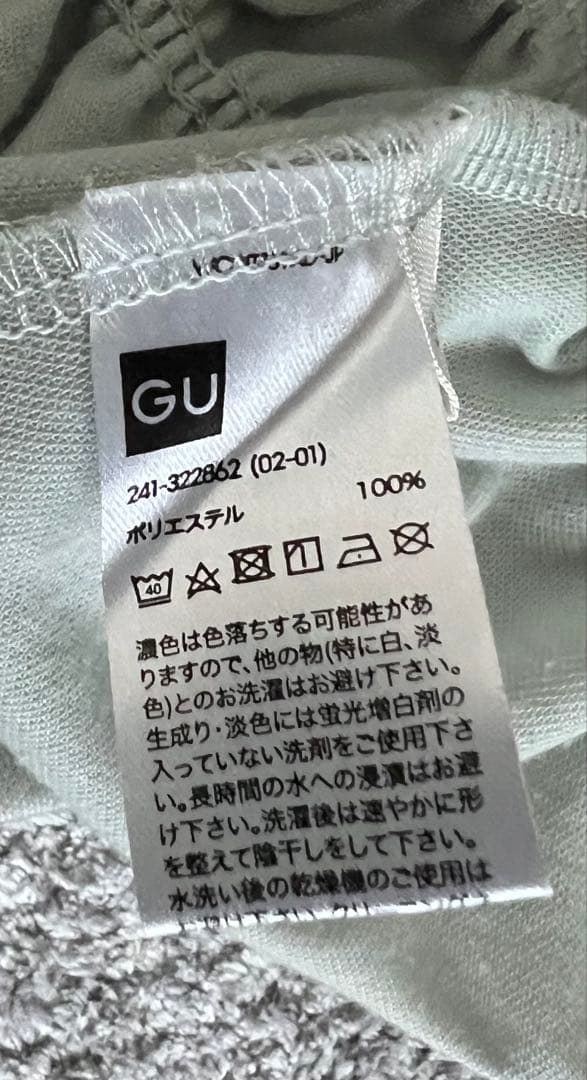 GU
241-322862 (02-01)
ポリエステル 100%
40
濃色は色落ちする可能性があ
りますので、他の物(特に白、淡
色)とのお洗濯はお避け下さい。
生成り・淡色には蛍光増白剤の
入っていない洗剤をご使用下さ
い。長時間の水への浸漬はお避
け下さい。洗濯後は速やかに形
を整えて陰干しをして下さい。
水洗い後の乾燥機のご使用は